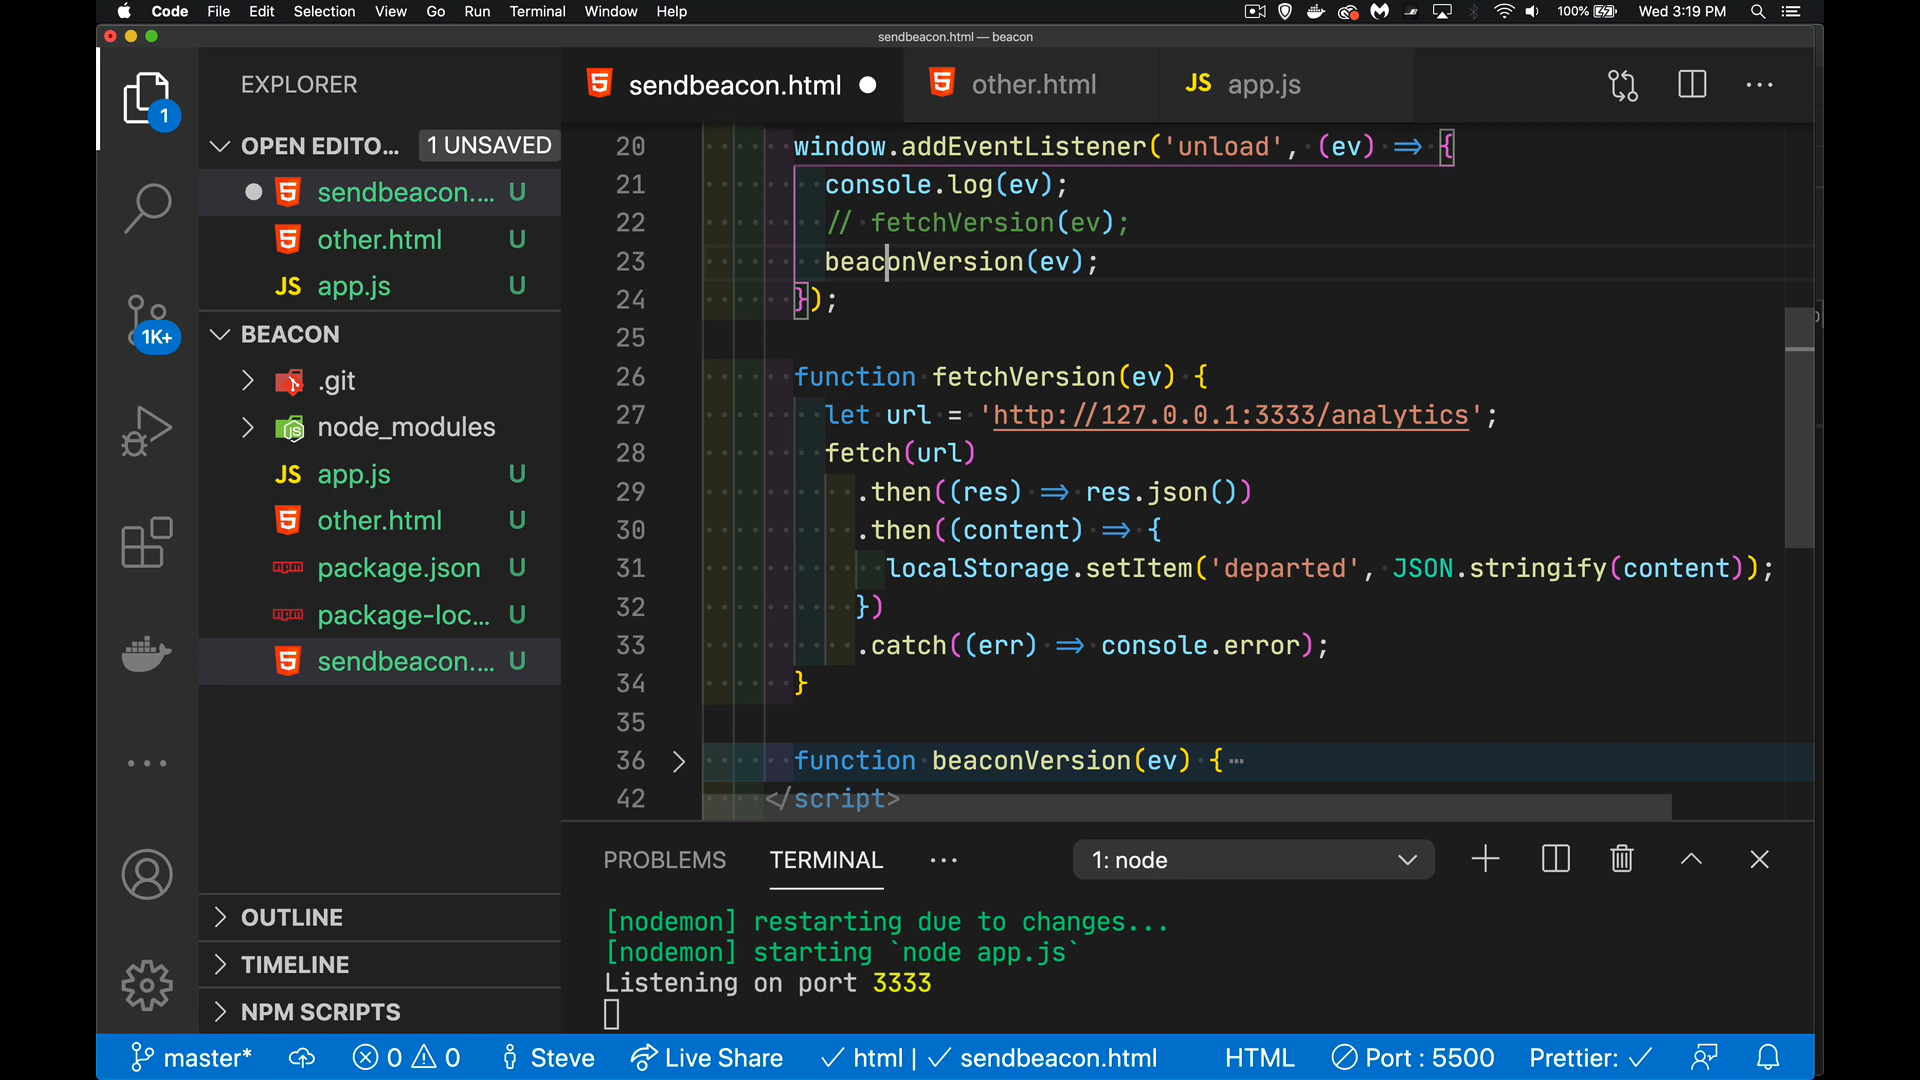 Code File Edit Selection View Go Run Terminal Window Help 100% Wed 3:19 PM
sendbeacon.html — beacon
EXPLORER
sendbeacon.html
other.html
JS app.js
1
OPEN EDITO... 1 UNSAVED
sendbeacon.... U
other.html U
JS app.js U
1K+
BEACON
.git
node_modules
JS app.js U
other.html U
package.json U
package-loc... U
sendbeacon.... U
OUTLINE
TIMELINE
NPM SCRIPTS
20 window.addEventListener('unload', (ev) => {
21 console.log(ev);
22 // fetchVersion(ev);
23 beaconVersion(ev);
24 });
25
26 function fetchVersion(ev) {
27 let url = 'http://127.0.0.1:3333/analytics';
28 fetch(url)
29 .then((res) => res.json())
30 .then((content) => {
31 localStorage.setItem('departed', JSON.stringify(content));
32 })
33 .catch((err) => console.error);
34 }
35
36 function beaconVersion(ev) {…
42 </script>
PROBLEMS TERMINAL ... 1: node
[nodemon] restarting due to changes...
[nodemon] starting `node app.js`
Listening on port 3333
master* 0 0 Steve Live Share html | sendbeacon.html HTML Port : 5500 Prettier: